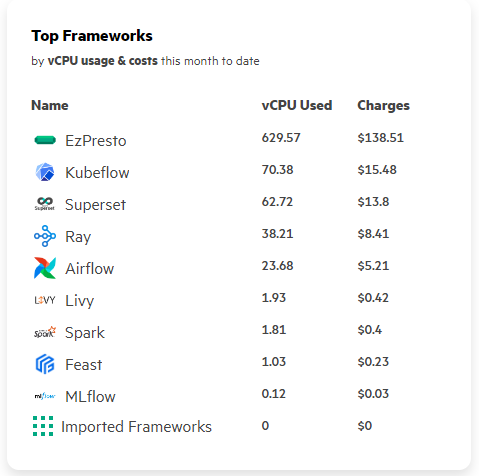 Top Frameworks
by vCPU usage & costs this month to date
Name vCPU Used Charges
EzPresto 629.57 $138.51
Kubeflow 70.38 $15.48
Superset Superset 62.72 $13.8
Ray 38.21 $8.41
Airflow 23.68 $5.21
LIVY Livy 1.93 $0.42
Spark Spark 1.81 $0.4
Feast 1.03 $0.23
mlflow MLflow 0.12 $0.03
Imported Frameworks 0 $0